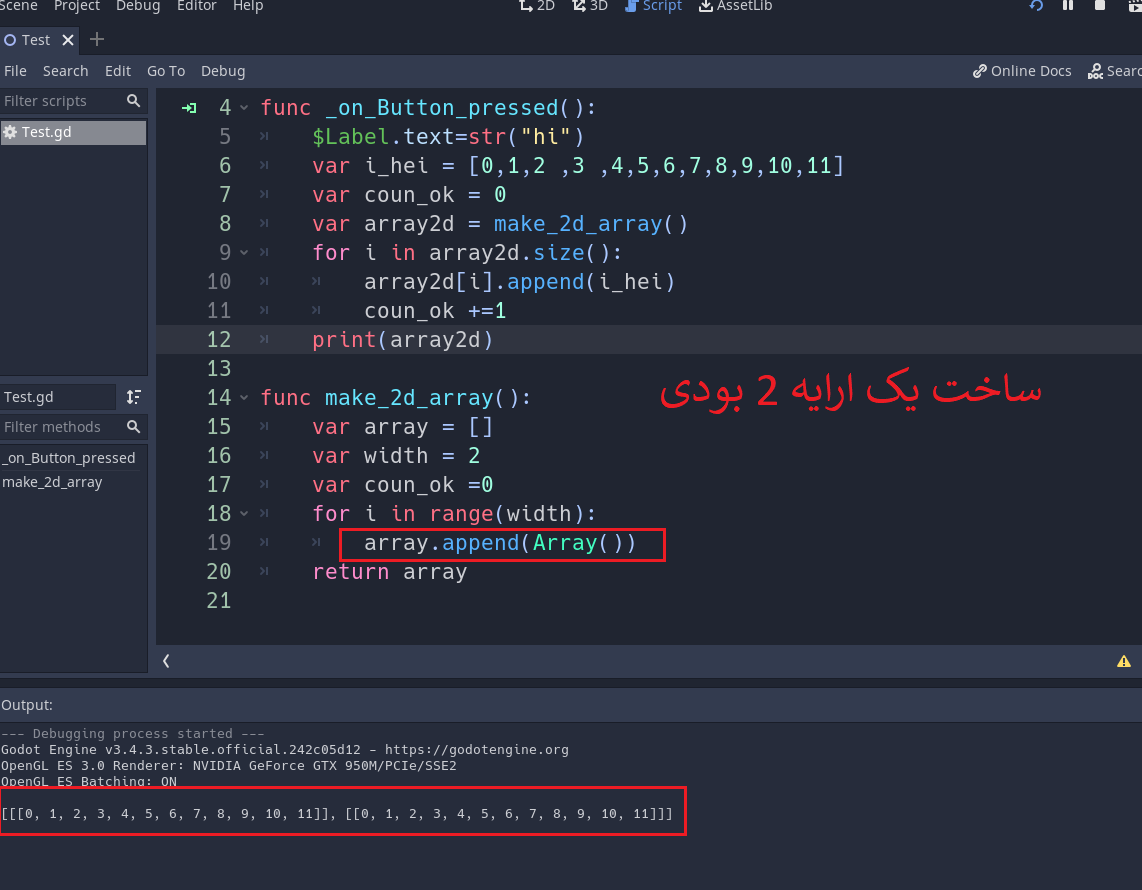 Scene Project Debug Editor Help 2D 3D Script AssetLib
Test
File Search Edit Go To Debug Online Docs Searc
Filter scripts
Test.gd
4 func _on_Button_pressed():
5 $Label.text=str("hi")
6 var i_hei = [0,1,2 ,3 ,4,5,6,7,8,9,10,11]
7 var coun_ok = 0
8 var array2d = make_2d_array()
9 for i in array2d.size():
10 array2d[i].append(i_hei)
11 coun_ok +=1
12 print(array2d)
13
ساخت یک ارایه 2 بودی
14 func make_2d_array():
15 var array = []
16 var width = 2
17 var coun_ok =0
18 for i in range(width):
19 array.append(Array())
20 return array
21
Test.gd
Filter methods
_on_Button_pressed
make_2d_array
Output:
--- Debugging process started ---
Godot Engine v3.4.3.stable.official.242c05d12 - https://godotengine.org
OpenGL ES 3.0 Renderer: NVIDIA GeForce GTX 950M/PCIe/SSE2
OpenGL ES Batching: ON
[[[0, 1, 2, 3, 4, 5, 6, 7, 8, 9, 10, 11]], [[0, 1, 2, 3, 4, 5, 6, 7, 8, 9, 10, 11]]]